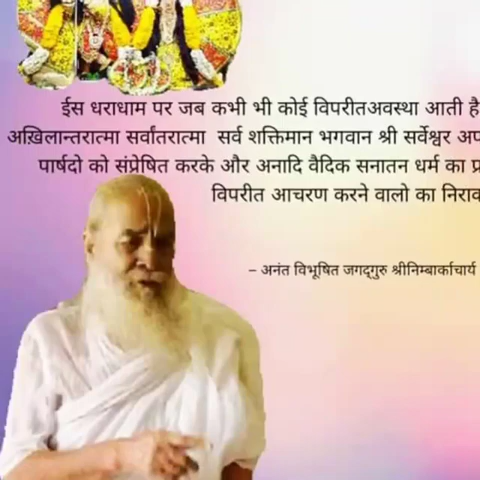 ईस धराधाम पर जब कभी भी कोई विपरीतअवस्था आती है
अखि़लान्तरात्मा सर्वांतरात्मा सर्व शक्तिमान भगवान श्री सर्वेश्वर
पार्षदो को संप्रेषित करके और अनादि वैदिक सनातन धर्म का
विपरीत आचरण करने वालो का
– अनंत विभूषित जगद्गुरु श्रीनिम्बार्काचार्य